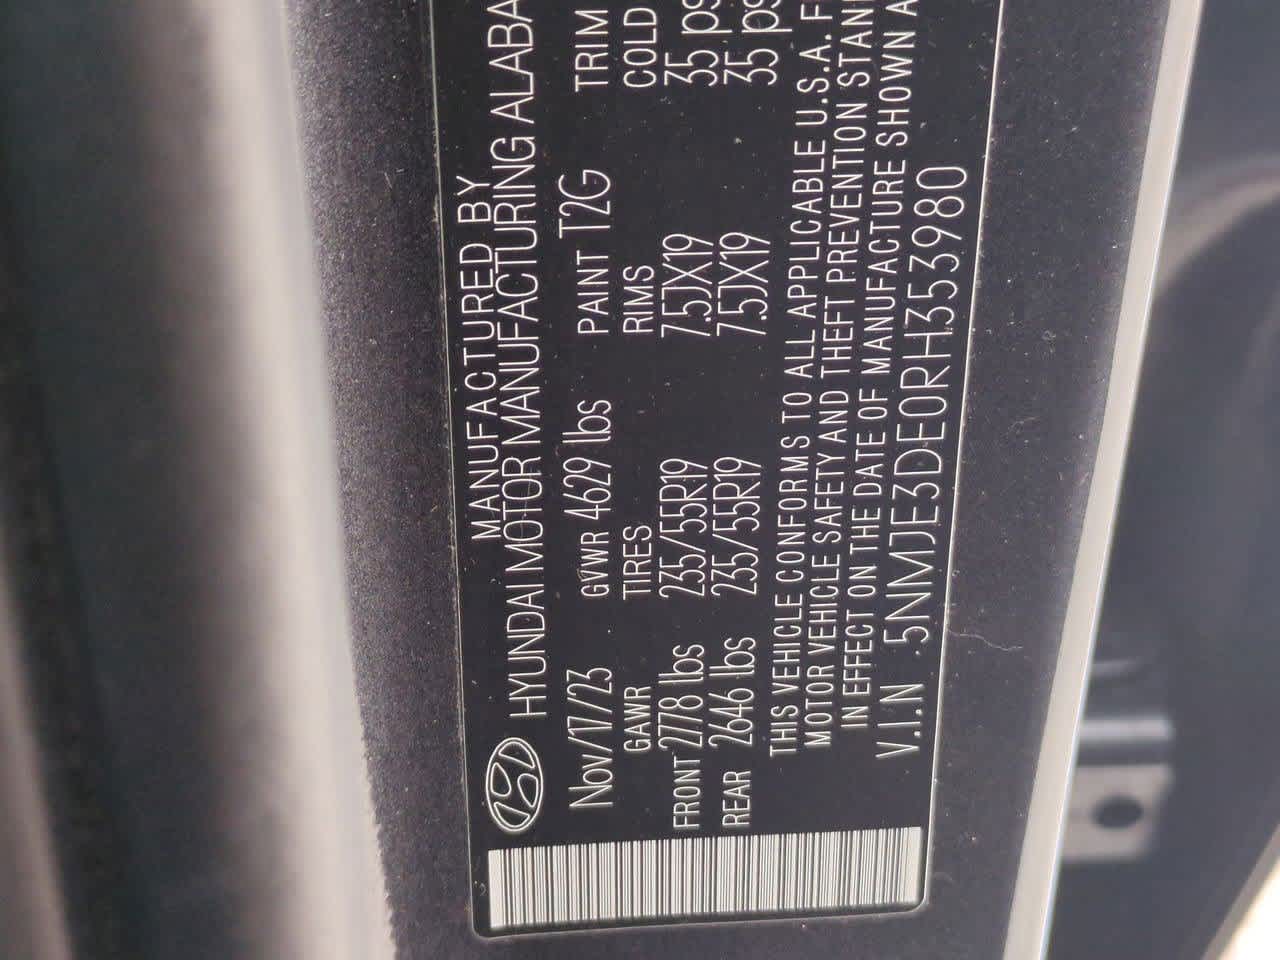 MANUFACTURED BY
HYUNDAI MOTOR MANUFACTURING ALABA
Nov/17/23 GVWR 4629 lbs PAINT T2G TRIM
GAWR TIRES RIMS COLD
FRONT 2778 lbs 235/55R19 7.5JX19 35 ps
REAR 2646 lbs 235/55R19 7.5JX19 35 ps
THIS VEHICLE CONFORMS TO ALL APPLICABLE U.S.A. F
MOTOR VEHICLE SAFETY AND THEFT PREVENTION STAN
IN EFFECT ON THE DATE OF MANUFACTURE SHOWN A
V.I.N .5NMJE3DE0RH353980